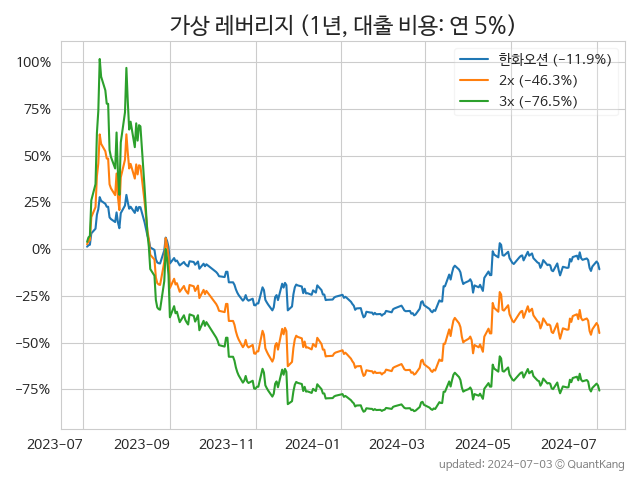 가상 레버리지 (1년, 대출 비용: 연 5%)
한화오션 (−11.9%)
2x (−46.3%)
3x (−76.5%)
100%
75%
50%
25%
0%
−25%
−50%
−75%
2023-07 2023-09 2023-11 2024-01 2024-03 2024-05 2024-07
updated: 2024-07-03 © QuantKang